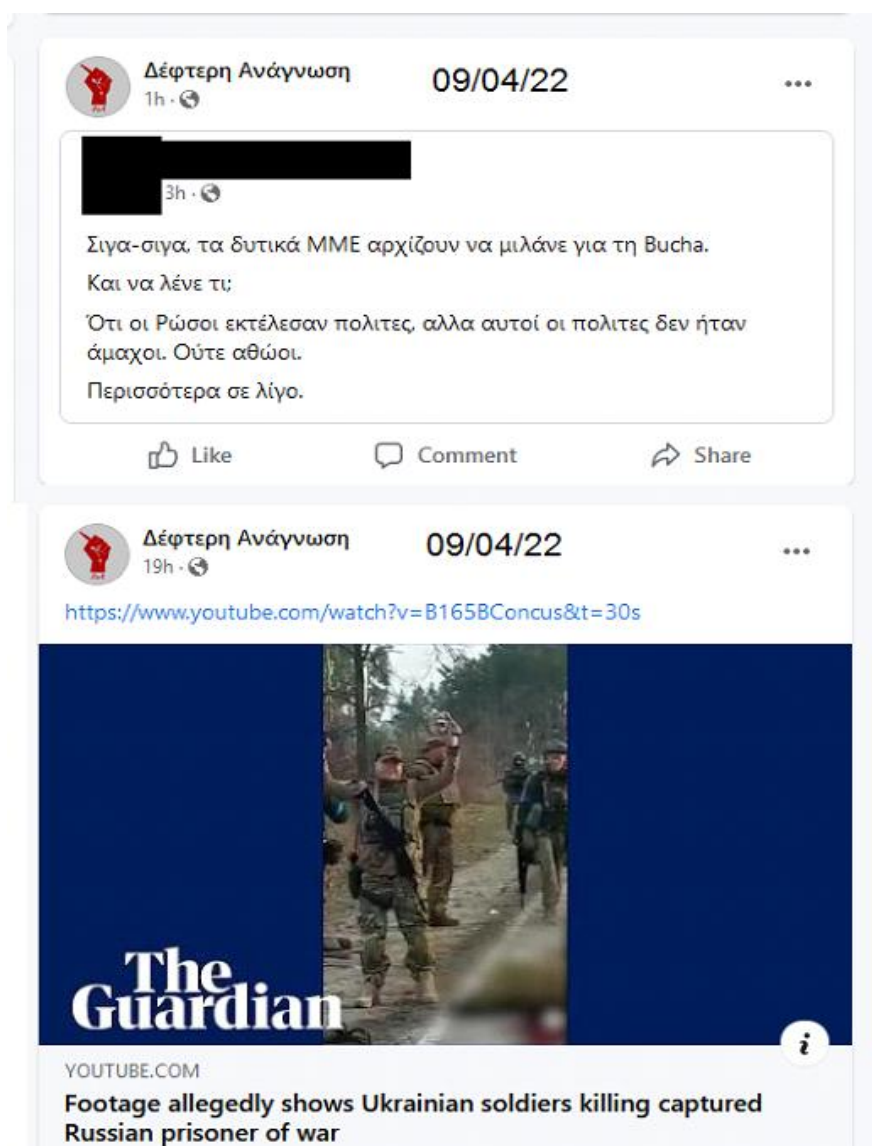 Δέφτερη Ανάγνωση
09/04/22
1h
3h
Σιγα-σιγα, τα δυτικά ΜΜΕ αρχίζουν να μιλάνε για τη Bucha.
Και να λένε τι;
Ότι οι Ρώσοι εκτέλεσαν πολιτες, αλλα αυτοί οι πολιτες δεν ήταν
άμαχοι. Ούτε αθώοι.
Περισσότερα σε λίγο.
Like Comment Share
Δέφτερη Ανάγνωση
09/04/22
19h
https://www.youtube.com/watch?v=B165BConcus&t=30s
The
Guardian
YOUTUBE.COM
Footage allegedly shows Ukrainian soldiers killing captured
Russian prisoner of war